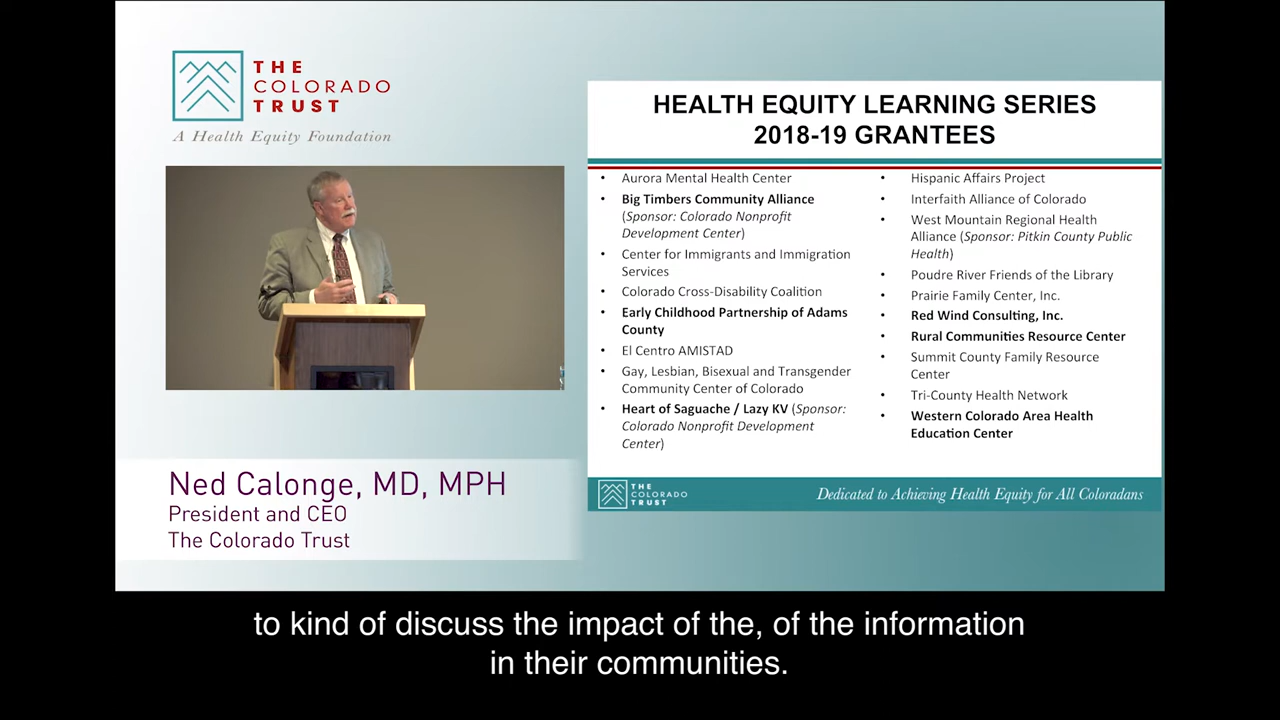 THE
COLORADO
TRUST
A Health Equity Foundation
HEALTH EQUITY LEARNING SERIES
2018-19 GRANTEES
• Aurora Mental Health Center
• Big Timbers Community Alliance
(Sponsor: Colorado Nonprofit
Development Center)
• Center for Immigrants and Immigration
Services
• Colorado Cross-Disability Coalition
• Early Childhood Partnership of Adams
County
• El Centro AMISTAD
• Gay, Lesbian, Bisexual and Transgender
Community Center of Colorado
• Heart of Saguache / Lazy KV (Sponsor:
Colorado Nonprofit Development
Center)
• Hispanic Affairs Project
• Interfaith Alliance of Colorado
• West Mountain Regional Health
Alliance (Sponsor: Pitkin County Public
Health)
• Poudre River Friends of the Library
• Prairie Family Center, Inc.
• Red Wind Consulting, Inc.
• Rural Communities Resource Center
• Summit County Family Resource
Center
• Tri-County Health Network
• Western Colorado Area Health
Education Center
THE
COLORADO
TRUST
Dedicated to Achieving Health Equity for All Coloradans
Ned Calonge, MD, MPH
President and CEO
The Colorado Trust
to kind of discuss the impact of the, of the information
in their communities.